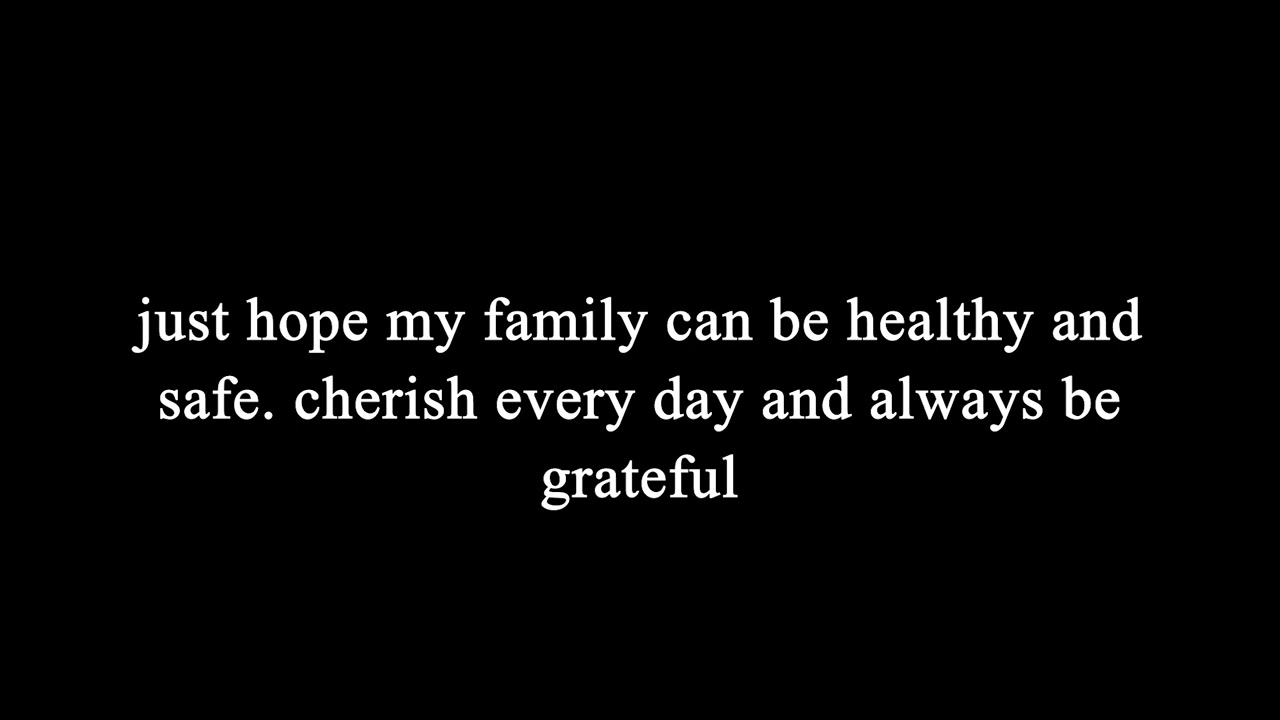 just hope my family can be healthy and
safe. cherish every day and always be
grateful